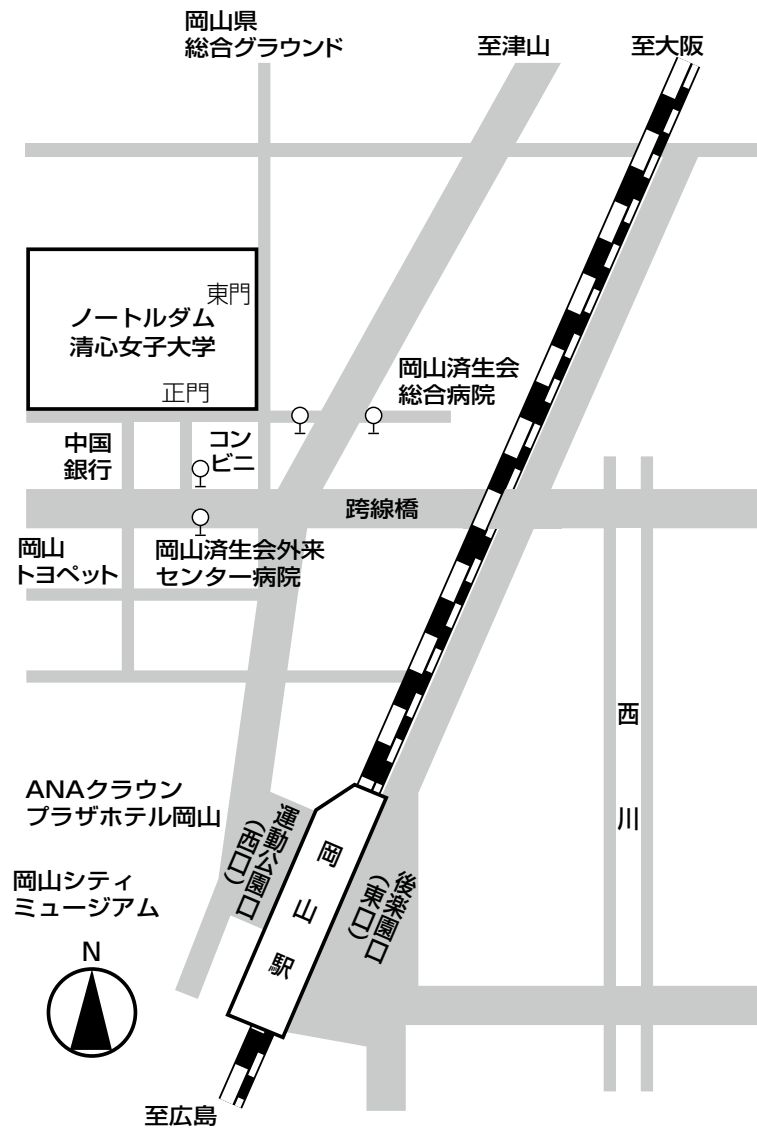 岡山県
総合グラウンド
至津山
至大阪
東門
ノートルダム
清心女子大学
正門
岡山済生会
総合病院
中国
銀行
コン
ビニ
跨線橋
岡山
トヨペット
岡山済生会外来
センター病院
西川
ANAクラウン
プラザホテル岡山
運動公園口
(西口)
岡山駅
後楽園口
(東口)
岡山シティ
ミュージアム
N
至広島